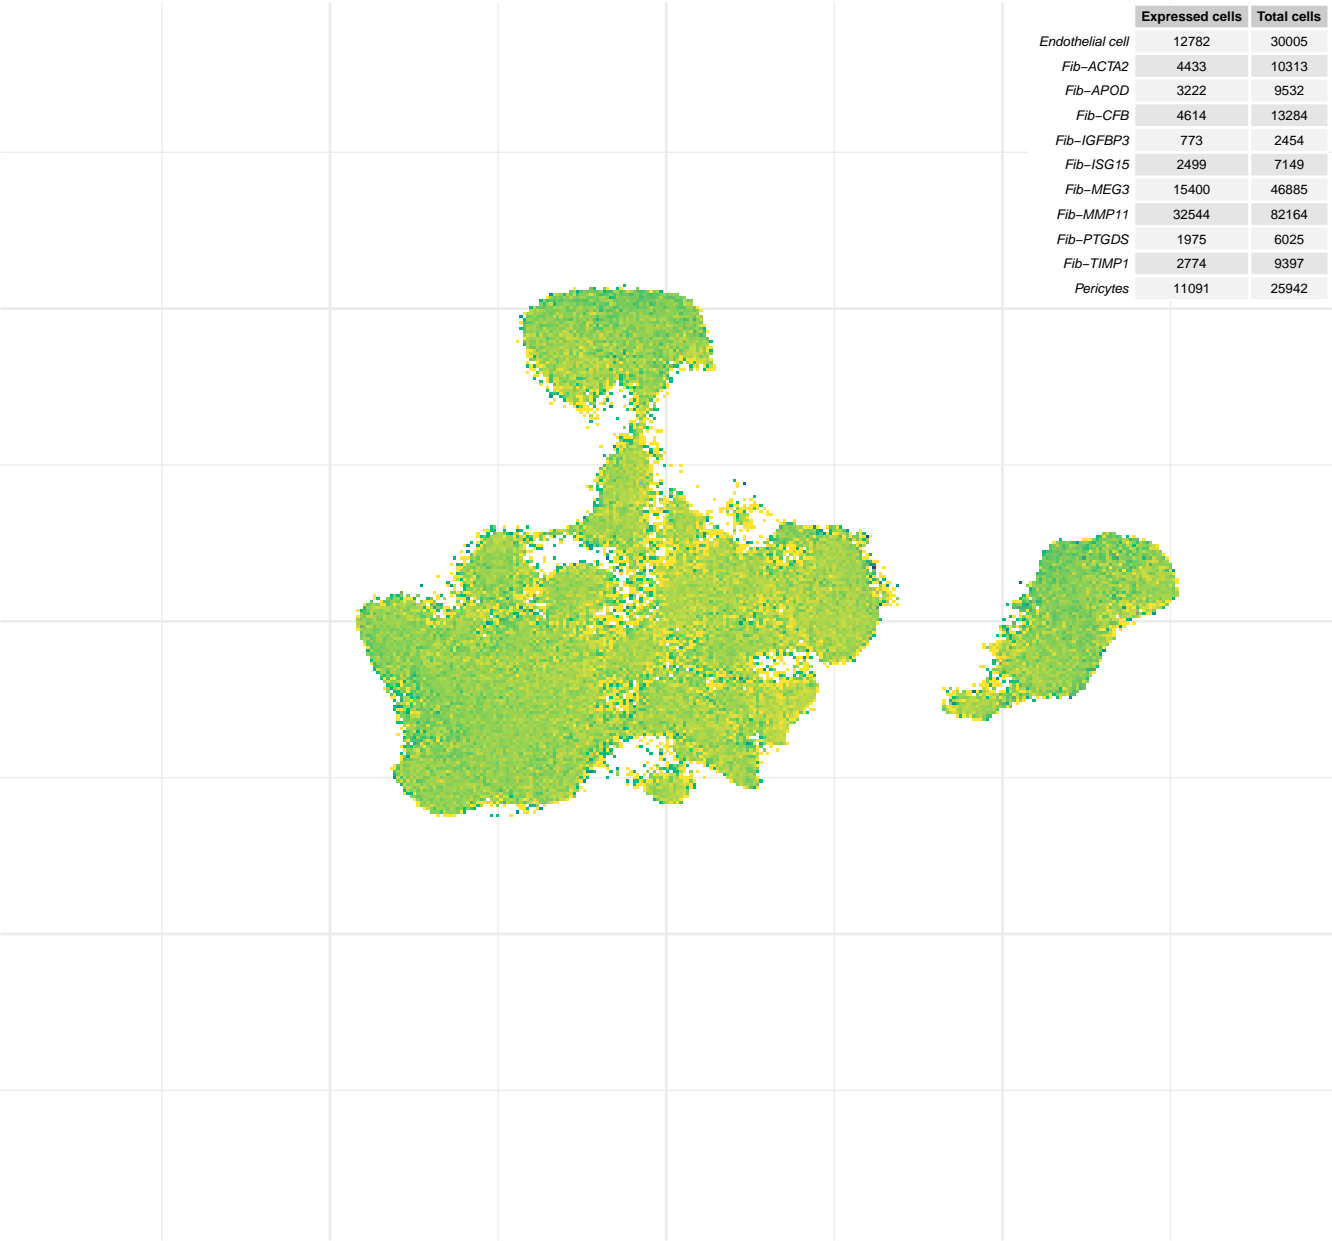 Expressed cells Total cells
Endothelial cell 12782 30005
Fib−ACTA2 4433 10313
Fib−APOD 3222 9532
Fib−CFB 4614 13284
Fib−IGFBP3 773 2454
Fib−ISG15 2499 7149
Fib−MEG3 15400 46885
Fib−MMP11 32544 82164
Fib−PTGDS 1975 6025
Fib−TIMP1 2774 9397
Pericytes 11091 25942